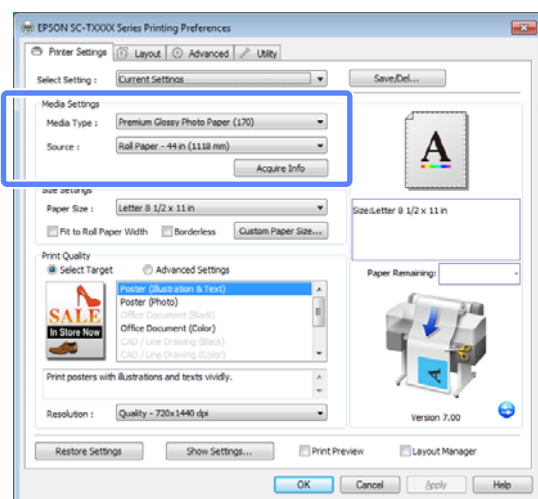 EPSON SC-TXXXX Series Printing Preferences
Printer Settings Layout Advanced Utility
Select Setting : Current Settings Save/Del...
Media Settings
Media Type : Premium Glossy Photo Paper (170)
Source : Roll Paper - 44 in (1118 mm)
Acquire Info
A
Size Settings
Paper Size : Letter 8 1/2 x 11 in
Size:Letter 8 1/2 x 11 in
Fit to Roll Paper Width Borderless Custom Paper Size...
Print Quality
Select Target Advanced Settings
Paper Remaining:
SALE
In Store Now
Poster (Illustration & Text)
Poster (Photo)
Office Document (Black)
Office Document (Color)
CAD / Line Drawing (Black)
CAD / Line Drawing (Color)
Print posters with illustrations and texts vividly.
A
Resolution : Quality - 720x1440 dpi
Version 7.00
Restore Settings Show Settings... Print Preview Layout Manager
OK Cancel Apply Help